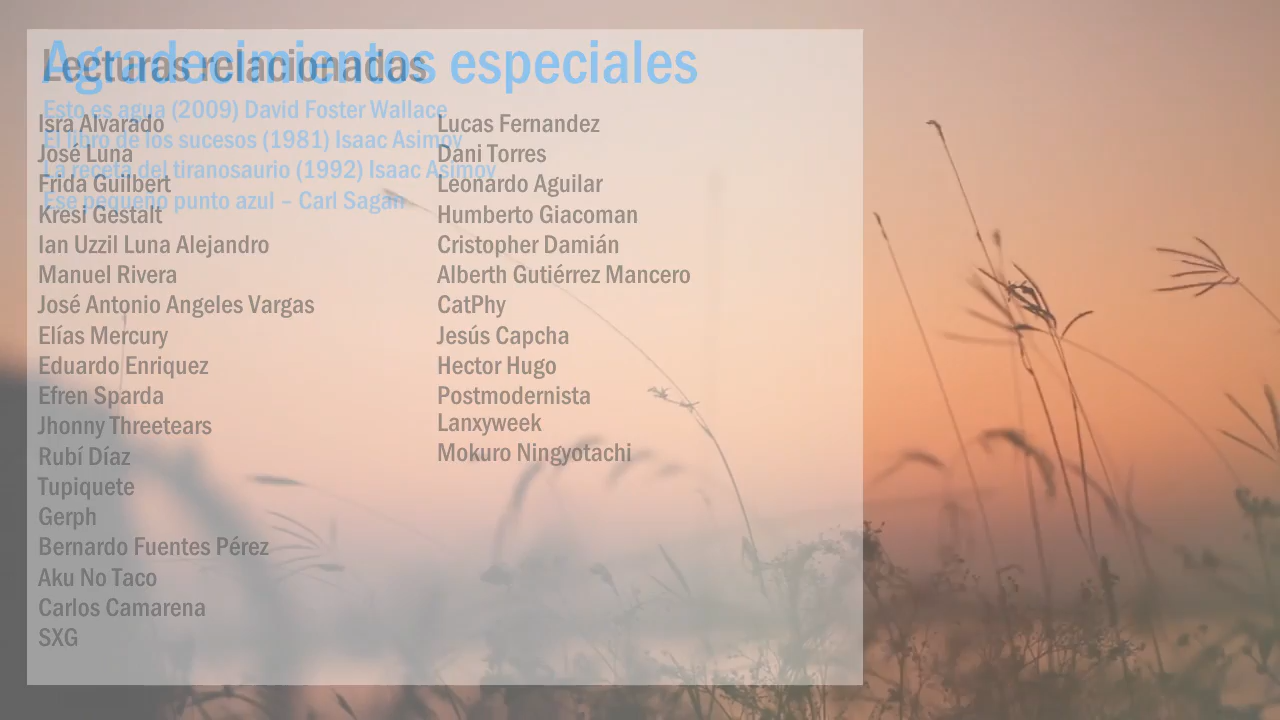 Agradecimientos especiales
Lecturas relacionadas
Esto es agua (2009) David Foster Wallace
El libro de los sucesos (1981) Isaac Asimov
La receta del tiranosaurio (1992) Isaac Asimov
Ese pequeño punto azul – Carl Sagan
Isra Alvarado
José Luna
Frida Guilbert
Kresi Gestalt
Ian Uzzil Luna Alejandro
Manuel Rivera
José Antonio Angeles Vargas
Elías Mercury
Eduardo Enriquez
Efren Sparda
Jhonny Threetears
Rubí Díaz
Tupiquete
Gerph
Bernardo Fuentes Pérez
Aku No Taco
Carlos Camarena
SXG
Lucas Fernandez
Dani Torres
Leonardo Aguilar
Humberto Giacoman
Cristopher Damián
Alberth Gutiérrez Mancero
CatPhy
Jesús Capcha
Hector Hugo
Postmodernista
Lanxyweek
Mokuro Ningyotachi